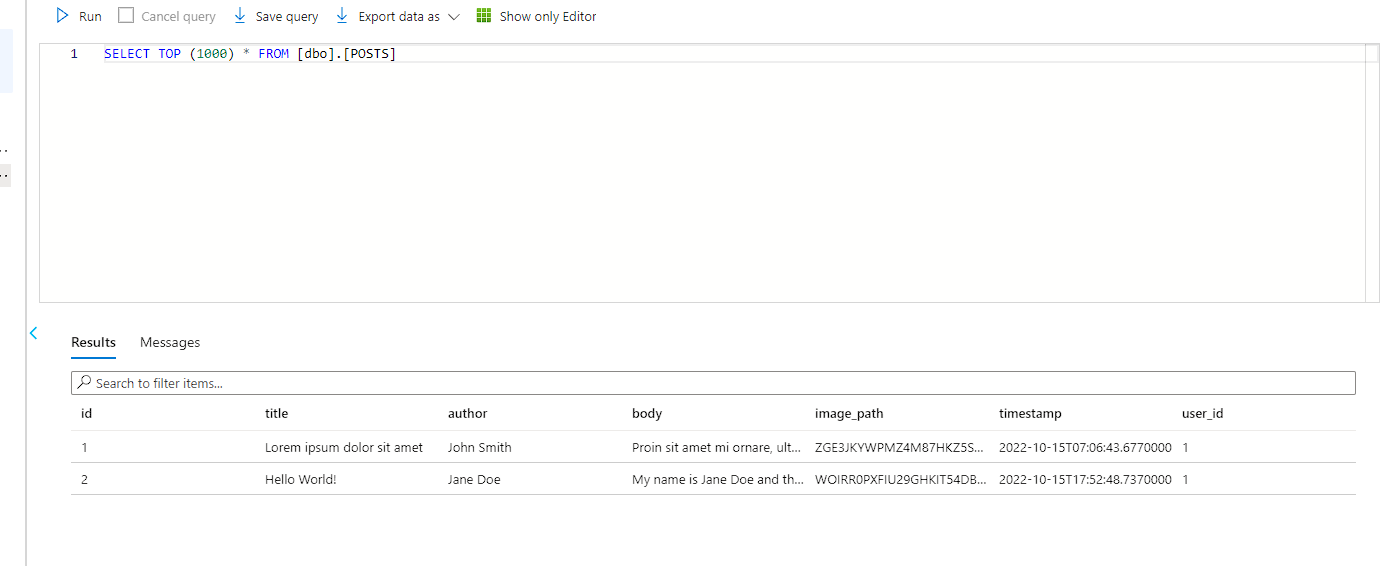 Run Cancel query Save query Export data as Show only Editor
1 SELECT TOP (1000) * FROM [dbo].[POSTS]
Results Messages
Search to filter items...
id title author body image_path timestamp user_id
1 Lorem ipsum dolor sit amet John Smith Proin sit amet mi ornare, ult... ZGE3JKYWPMZ4M87HKZ5S... 2022-10-15T07:06:43.6770000 1
2 Hello World! Jane Doe My name is Jane Doe and th... WOIRR0PXFIU29GHKIT54DB... 2022-10-15T17:52:48.7370000 1